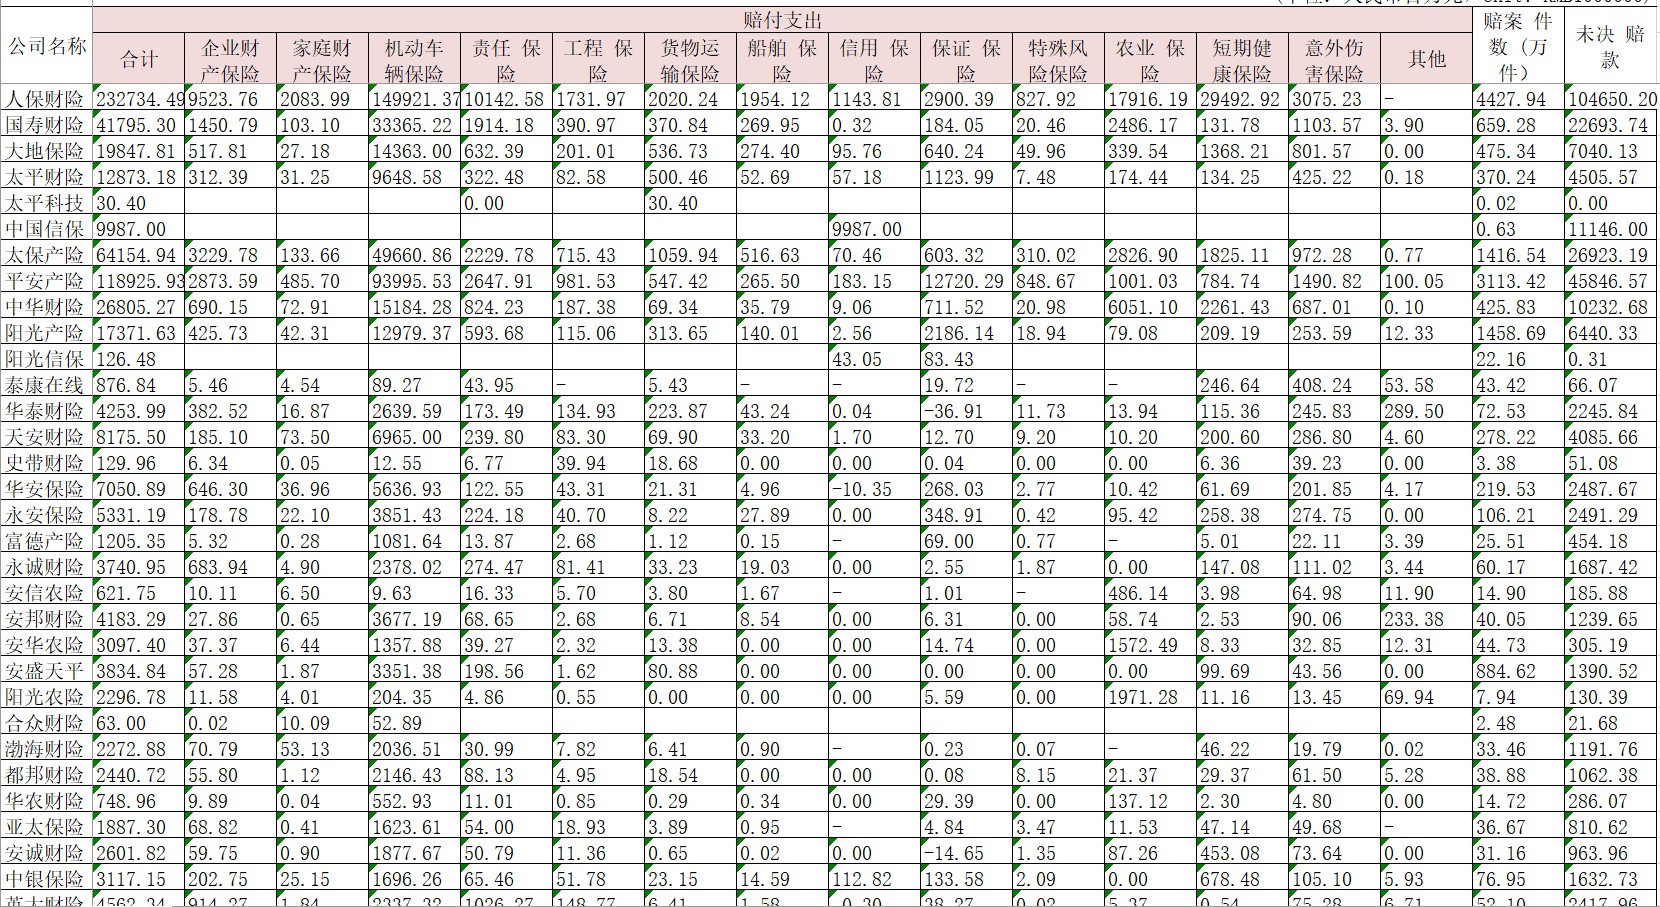 赔付支出
公司名称 合计 企业财产保险 家庭财产保险 机动车辆保险 责任 保险 工程 保险 货物运输保险 船舶 保险 信用 保险 保证 保险 特殊风险保险 农业 保险 短期健康保险 意外伤害保险 其他 赔案 件数（万件） 未决 赔款
人保财险 232734.49 9523.76 2083.99 149921.37 10142.58 1731.97 2020.24 1954.12 1143.81 2900.39 827.92 17916.19 29492.92 3075.23 - 4427.94 104650.20
国寿财险 41795.30 1450.79 103.10 33365.22 1914.18 390.97 370.84 269.95 0.32 184.05 20.46 2486.17 131.78 1103.57 3.90 659.28 22693.74
大地保险 19847.81 517.81 27.18 14363.00 632.39 201.01 536.73 274.40 95.76 640.24 49.96 339.54 1368.21 801.57 0.00 475.34 7040.13
太平财险 12873.18 312.39 31.25 9648.58 322.48 82.58 500.46 52.69 57.18 1123.99 7.48 174.44 134.25 425.22 0.18 370.24 4505.57
太平科技 30.40 0.00 30.40 0.02 0.00
中国信保 9987.00 9987.00 0.63 11146.00
太保产险 64154.94 3229.78 133.66 49660.86 2229.78 715.43 1059.94 516.63 70.46 603.32 310.02 2826.90 1825.11 972.28 0.77 1416.54 26923.19
平安产险 118925.93 2873.59 485.70 93995.53 2647.91 981.53 547.42 265.50 183.15 12720.29 848.67 1001.03 784.74 1490.82 100.05 3113.42 45846.57
中华财险 26805.27 690.15 72.91 15184.28 824.23 187.38 69.34 35.79 9.06 711.52 20.98 6051.10 2261.43 687.01 0.10 425.83 10232.68
阳光产险 17371.63 425.73 42.31 12979.37 593.68 115.06 313.65 140.01 2.56 2186.14 18.94 79.08 209.19 253.59 12.33 1458.69 6440.33
阳光信保 126.48 43.05 83.43 22.16 0.31
泰康在线 876.84 5.46 4.54 89.27 43.95 - 5.43 - - 19.72 - - 246.64 408.24 53.58 43.42 66.07
华泰财险 4253.99 382.52 16.87 2639.59 173.49 134.93 223.87 43.24 0.04 -36.91 11.73 13.94 115.36 245.83 289.50 72.53 2245.84
天安财险 8175.50 185.10 73.50 6965.00 239.80 83.30 69.90 33.20 1.70 12.70 9.20 10.20 200.60 286.80 4.60 278.22 4085.66
史带财险 129.96 6.34 0.05 12.55 6.77 39.94 18.68 0.00 0.00 0.04 0.00 0.00 6.36 39.23 0.00 3.38 51.08
华安保险 7050.89 646.30 36.96 5636.93 122.55 43.31 21.31 4.96 -10.35 268.03 2.77 10.42 61.69 201.85 4.17 219.53 2487.67
永安保险 5331.19 178.78 22.10 3851.43 224.18 40.70 8.22 27.89 0.00 348.91 0.42 95.42 258.38 274.75 0.00 106.21 2491.29
富德产险 1205.35 5.32 0.28 1081.64 13.87 2.68 1.12 0.15 - 69.00 0.77 - 5.01 22.11 3.39 25.51 454.18
永诚财险 3740.95 683.94 4.90 2378.02 274.47 81.41 33.23 19.03 0.00 2.55 1.87 0.00 147.08 111.02 3.44 60.17 1687.42
安信农险 621.75 10.11 6.50 9.63 16.33 5.70 3.80 1.67 - 1.01 - 486.14 3.98 64.98 11.90 14.90 185.88
安邦财险 4183.29 27.86 0.65 3677.19 68.65 2.68 6.71 8.54 0.00 6.31 0.00 58.74 2.53 90.06 233.38 40.05 1239.65
安华农险 3097.40 37.37 6.44 1357.88 39.27 2.32 13.38 0.00 0.00 14.74 0.00 1572.49 8.33 32.85 12.31 44.73 305.19
安盛天平 3834.84 57.28 1.87 3351.38 198.56 1.62 80.88 0.00 0.00 0.00 0.00 0.00 99.69 43.56 0.00 884.62 1390.52
阳光农险 2296.78 11.58 4.01 204.35 4.86 0.55 0.00 0.00 0.00 5.59 0.00 1971.28 11.16 13.45 69.94 7.94 130.39
合众财险 63.00 0.02 10.09 52.89 2.48 21.68
渤海财险 2272.88 70.79 53.13 2036.51 30.99 7.82 6.41 0.90 - 0.23 0.07 - 46.22 19.79 0.02 33.46 1191.76
都邦财险 2440.72 55.80 1.12 2146.43 88.13 4.95 18.54 0.00 0.00 0.08 8.15 21.37 29.37 61.50 5.28 38.88 1062.38
华农财险 748.96 9.89 0.04 552.93 11.01 0.85 0.29 0.34 0.00 29.39 0.00 137.12 2.30 4.80 0.00 14.72 286.07
亚太保险 1887.30 68.82 0.41 1623.61 54.00 18.93 3.89 0.95 - 4.84 3.47 11.53 47.14 49.68 - 36.67 810.62
安诚财险 2601.82 59.75 0.90 1877.67 50.79 11.36 0.65 0.02 0.00 -14.65 1.35 87.26 453.08 73.64 0.00 31.16 963.96
中银保险 3117.15 202.75 25.15 1696.26 65.46 51.78 23.15 14.59 112.82 133.58 2.09 0.00 678.48 105.10 5.93 76.95 1632.73